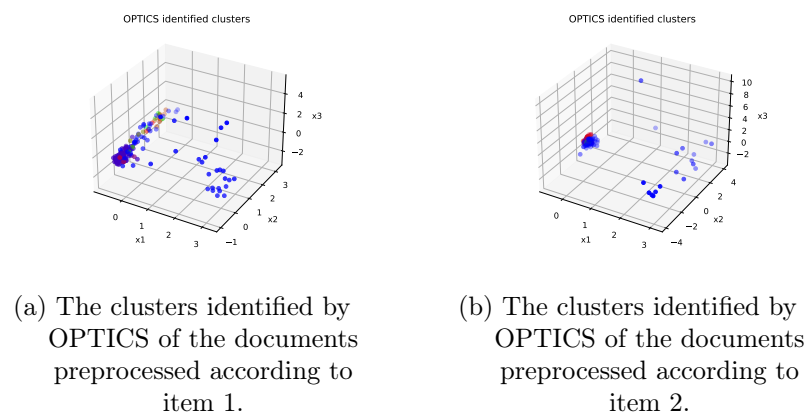 OPTICS identified clusters
4
2
0
−2
x3
0
1
2
3
x1
−1
0
1
2
3
x2
OPTICS identified clusters
10
8
6
4
2
0
−2
x3
0
1
2
3
x1
−4
−2
0
2
4
x2
(a) The clusters identified by
OPTICS of the documents
preprocessed according to
item 1.
(b) The clusters identified by
OPTICS of the documents
preprocessed according to
item 2.